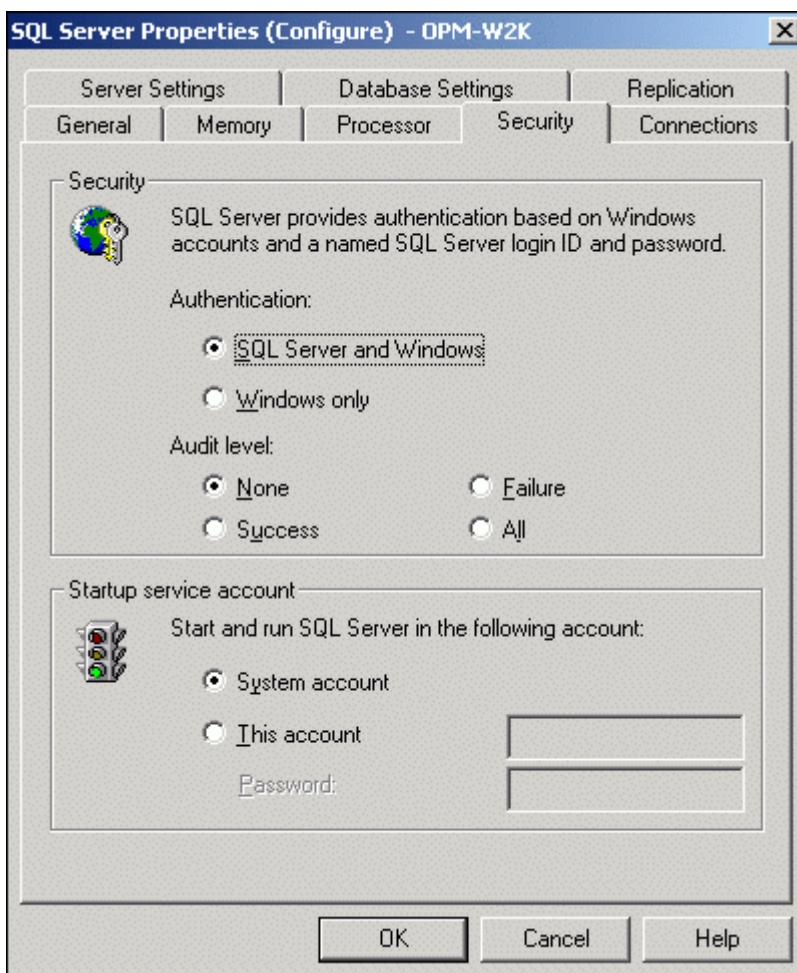 SQL Server Properties (Configure) - OPM-W2K
Server Settings
Database Settings
Replication
General
Memory
Processor
Security
Connections
Security
SQL Server provides authentication based on Windows
accounts and a named SQL Server login ID and password.
Authentication:
SQL Server and Windows
Windows only
Audit level:
None
Failure
Success
All
Startup service account
Start and run SQL Server in the following account:
System account
This account
Password:
OK
Cancel
Help